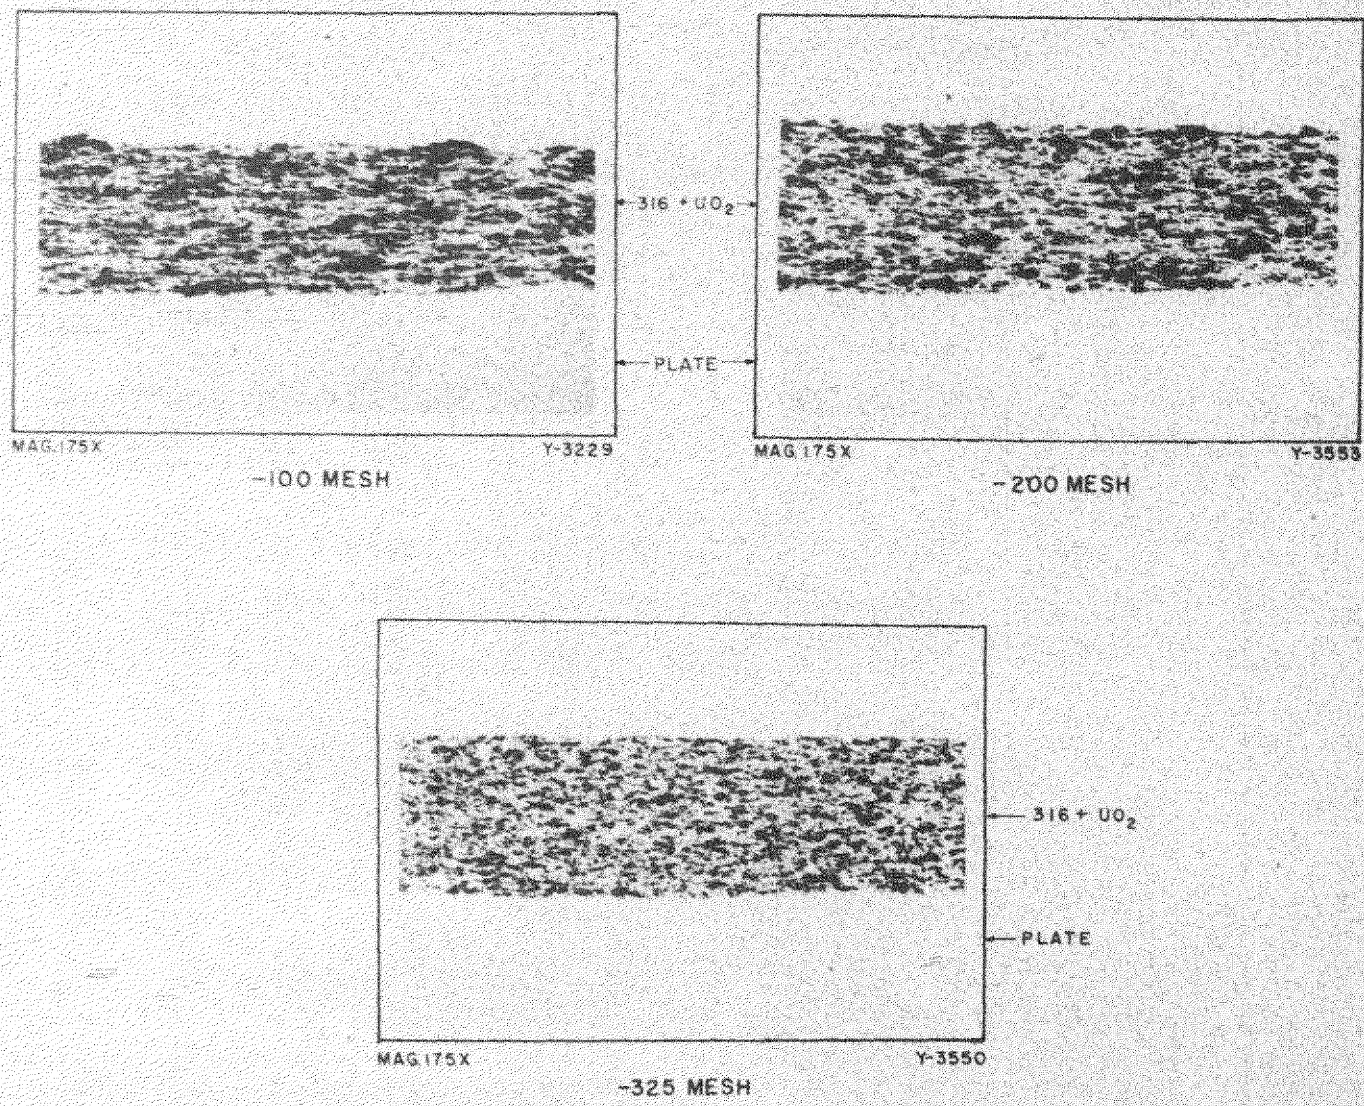 316 + UO₂
PLATE
MAG.175X Y-3229
-100 MESH
MAG.175X Y-3553
-200 MESH
316 + UO₂
PLATE
MAG.175X Y-3550
-325 MESH